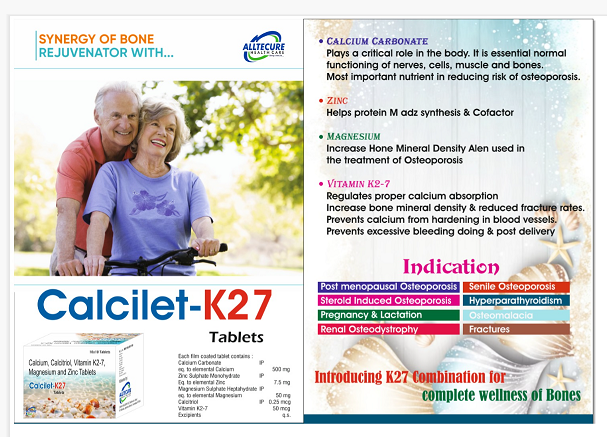 SYNERGY OF BONE
REJUVENATOR WITH...
ALLTECURE
HEALTH CARE
Calcilet-K27
Tablets
Calcium, Calcitriol, Vitamin K2-7,
Magnesium and Zinc Tablets
Calcilet-K27
Tablets
ALLTECURE
Each film coated tablet contains :
Calcium Carbonate IP
eq. to elemental Calcium 500 mg
Zinc Sulphate Monohydrate IP
Eq. to elemental Zinc 7.5 mg
Magnesium Sulphate Heptahydrate IP
eq. to elemental Magnesium 50 mg
Calcitriol IP 0.25 mcg
Vitamin K2-7 50 mcg
Excipients q.s.
• CALCIUM CARBONATE
Plays a critical role in the body. It is essential normal
functioning of nerves, cells, muscle and bones.
Most important nutrient in reducing risk of osteoporosis.
• ZINC
Helps protein M adz synthesis & Cofactor
• MAGNESIUM
Increase Hone Mineral Density Alen used in
the treatment of Osteoporosis
• VITAMIN K2-7
Regulates proper calcium absorption
Increase bone mineral density & reduced fracture rates.
Prevents calcium from hardening in blood vessels.
Prevents excessive bleeding doing & post delivery
Indication
Post menopausal Osteoporosis Senile Osteoporosis
Steroid Induced Osteoporosis Hyperparathyroidism
Pregnancy & Lactation Osteomalacia
Renal Osteodystrophy Fractures
Introducing K27 Combination for
complete wellness of Bones